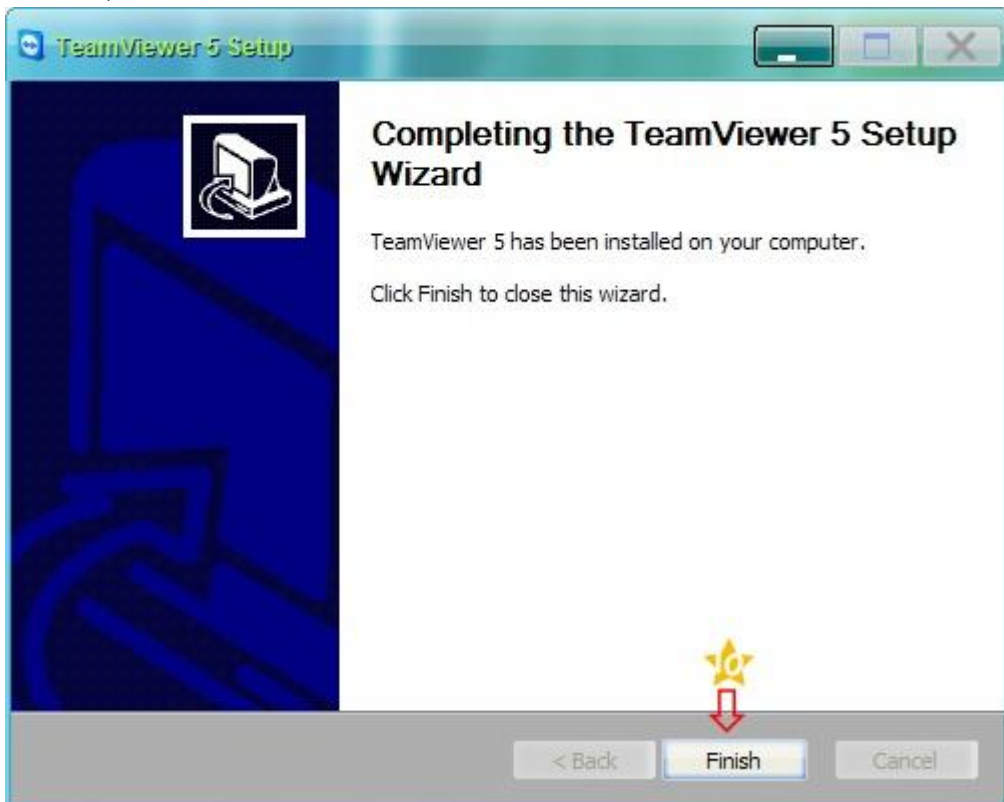 TeamViewer 5 Setup
Completing the TeamViewer 5 Setup
Wizard
TeamViewer 5 has been installed on your computer.
Click Finish to close this wizard.
10
< Back
Finish
Cancel